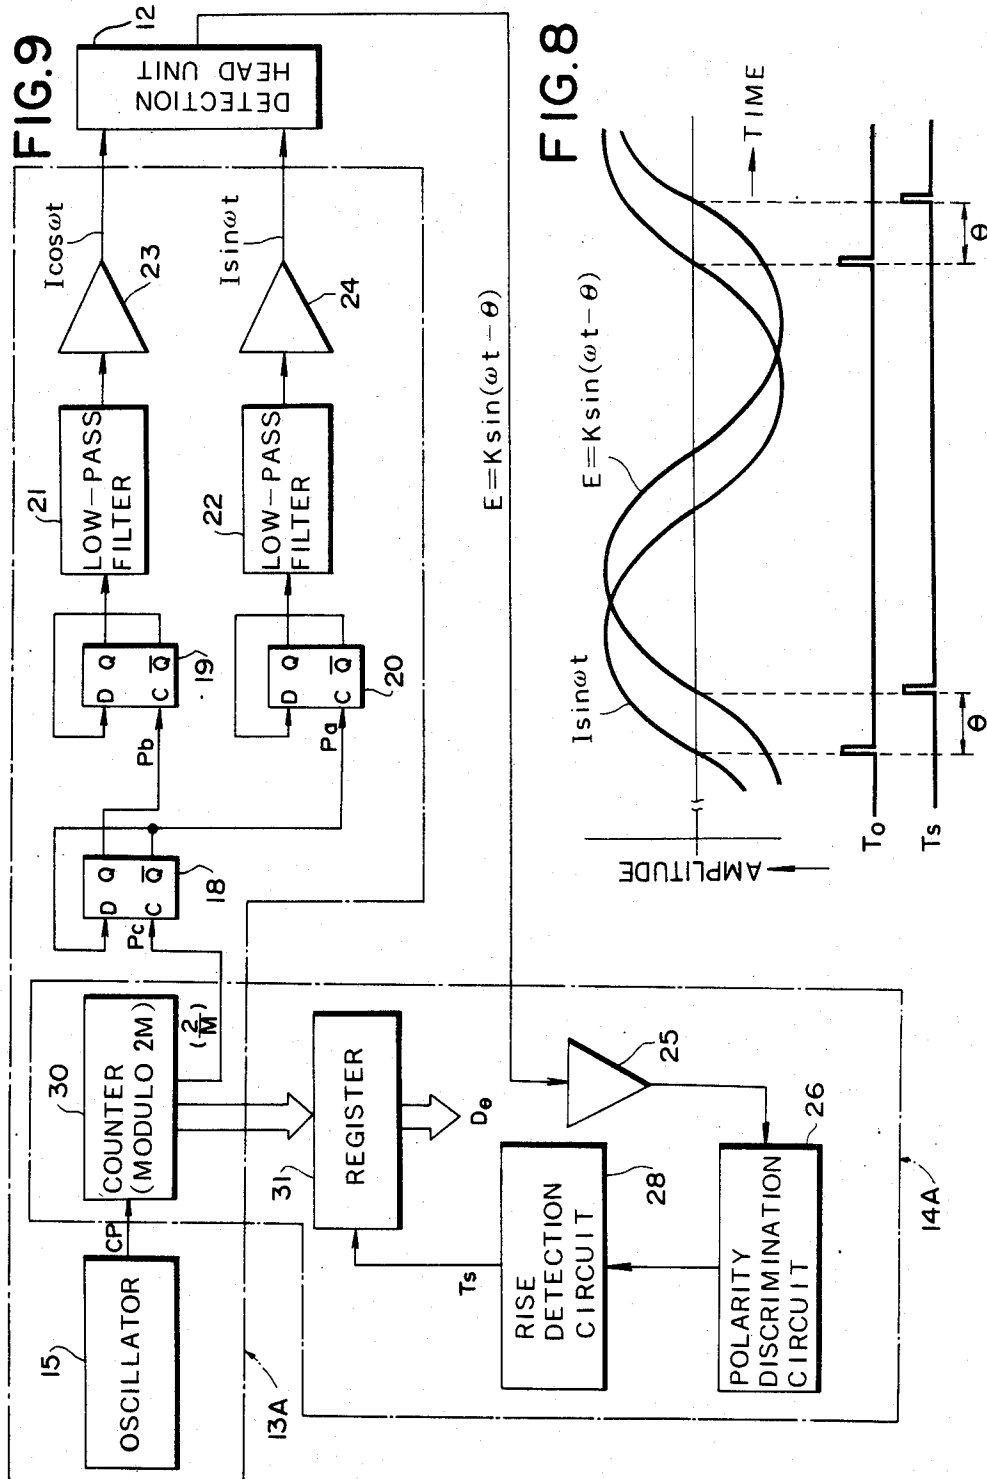 FIG.9
15
OSCILLATOR
CP
30
COUNTER
(MODULO 2M)
(2/M)
Pc
D Q
C Q̅
18
Pb
Pa
D Q
C Q̅
19
D Q
C Q̅
20
21
LOW-PASS
FILTER
22
LOW-PASS
FILTER
Icosωt
23
Isinωt
24
12
DETECTION
HEAD UNIT
13A
31
REGISTER
Dθ
Ts
RISE
DETECTION
CIRCUIT
28
25
POLARITY
DISCRIMINATION
CIRCUIT
26
14A
E=Ksin(ωt-θ)
FIG.8
AMPLITUDE
Isinωt
E=Ksin(ωt-θ)
TIME
To
Ts
θ
θ